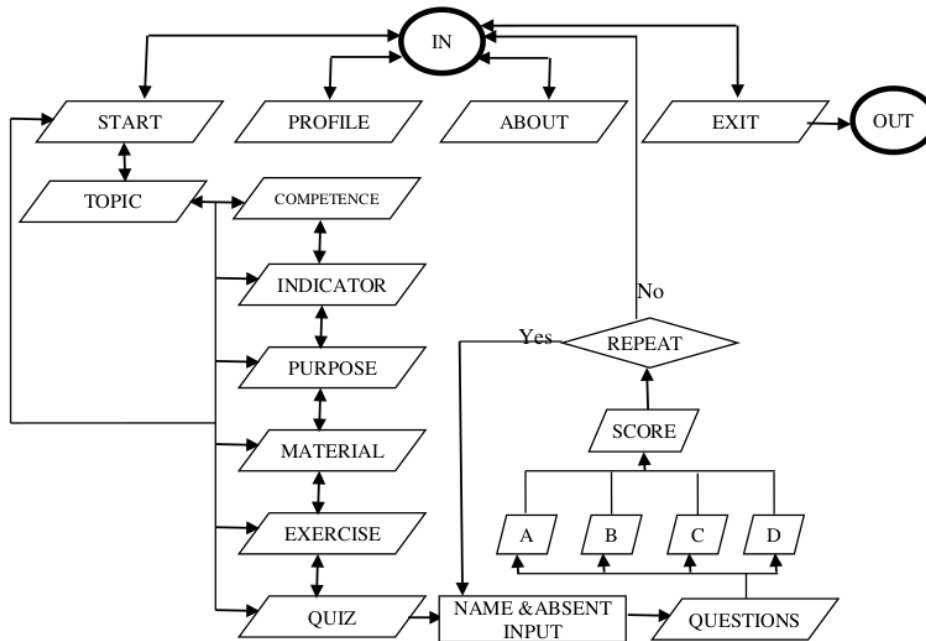 IN
START
PROFILE
ABOUT
EXIT
OUT
TOPIC
COMPETENCE
INDICATOR
No
Yes
REPEAT
PURPOSE
SCORE
MATERIAL
A
B
C
D
EXERCISE
QUIZ
NAME &ABSENT
INPUT
QUESTIONS